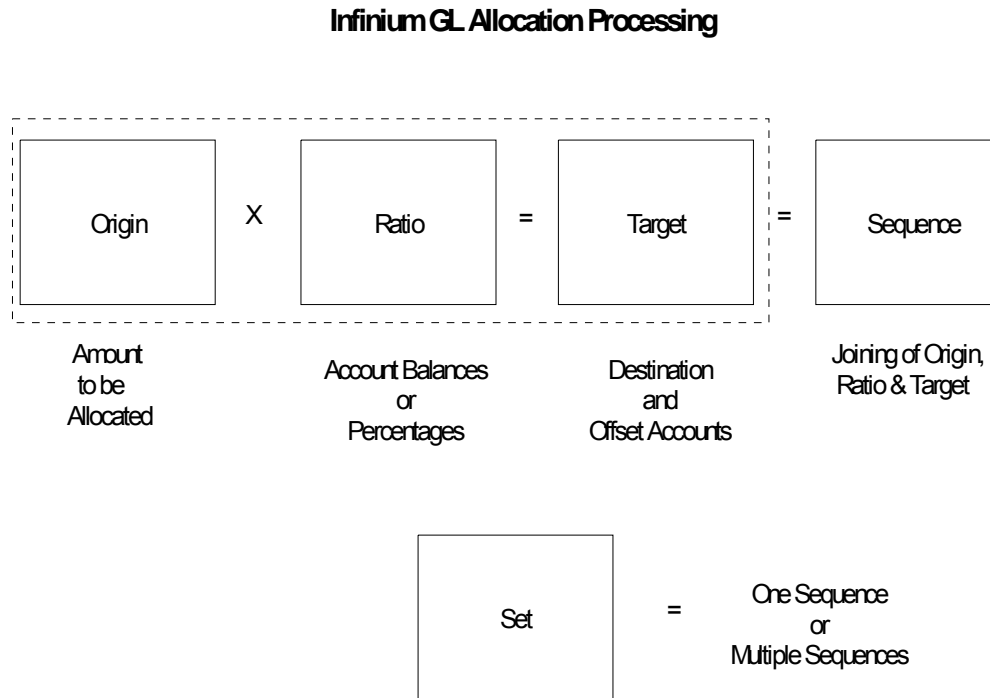 Infinium GL Allocation Processing
Origin
X
Ratio
=
Target
=
Sequence
Amount
to be
Allocated
Account Balances
or
Percentages
Destination
and
Offset Accounts
Joining of Origin,
Ratio & Target
Set
=
One Sequence
or
Multiple Sequences